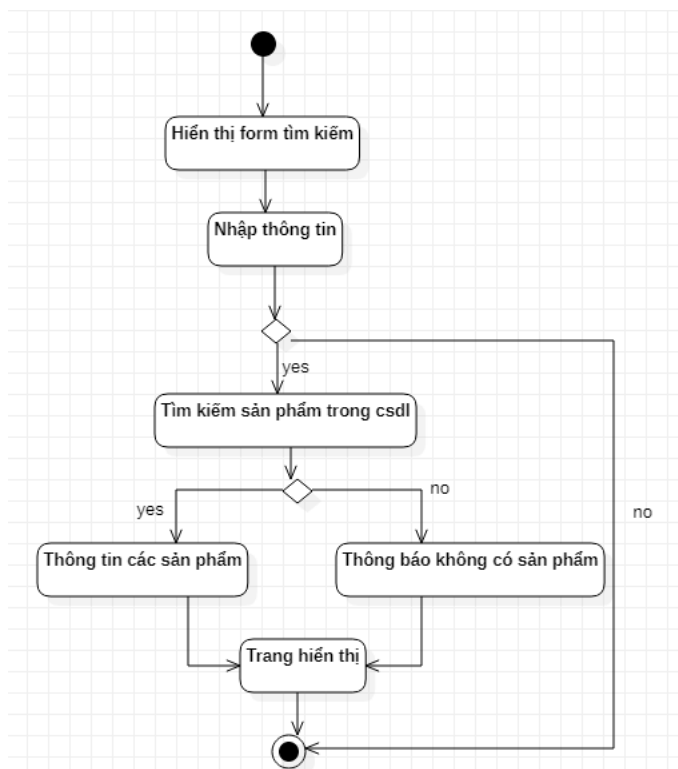 Hiển thị form tìm kiếm
Nhập thông tin
yes
Tìm kiếm sản phẩm trong csdl
yes
no
no
Thông tin các sản phẩm
Thông báo không có sản phẩm
Trang hiển thị